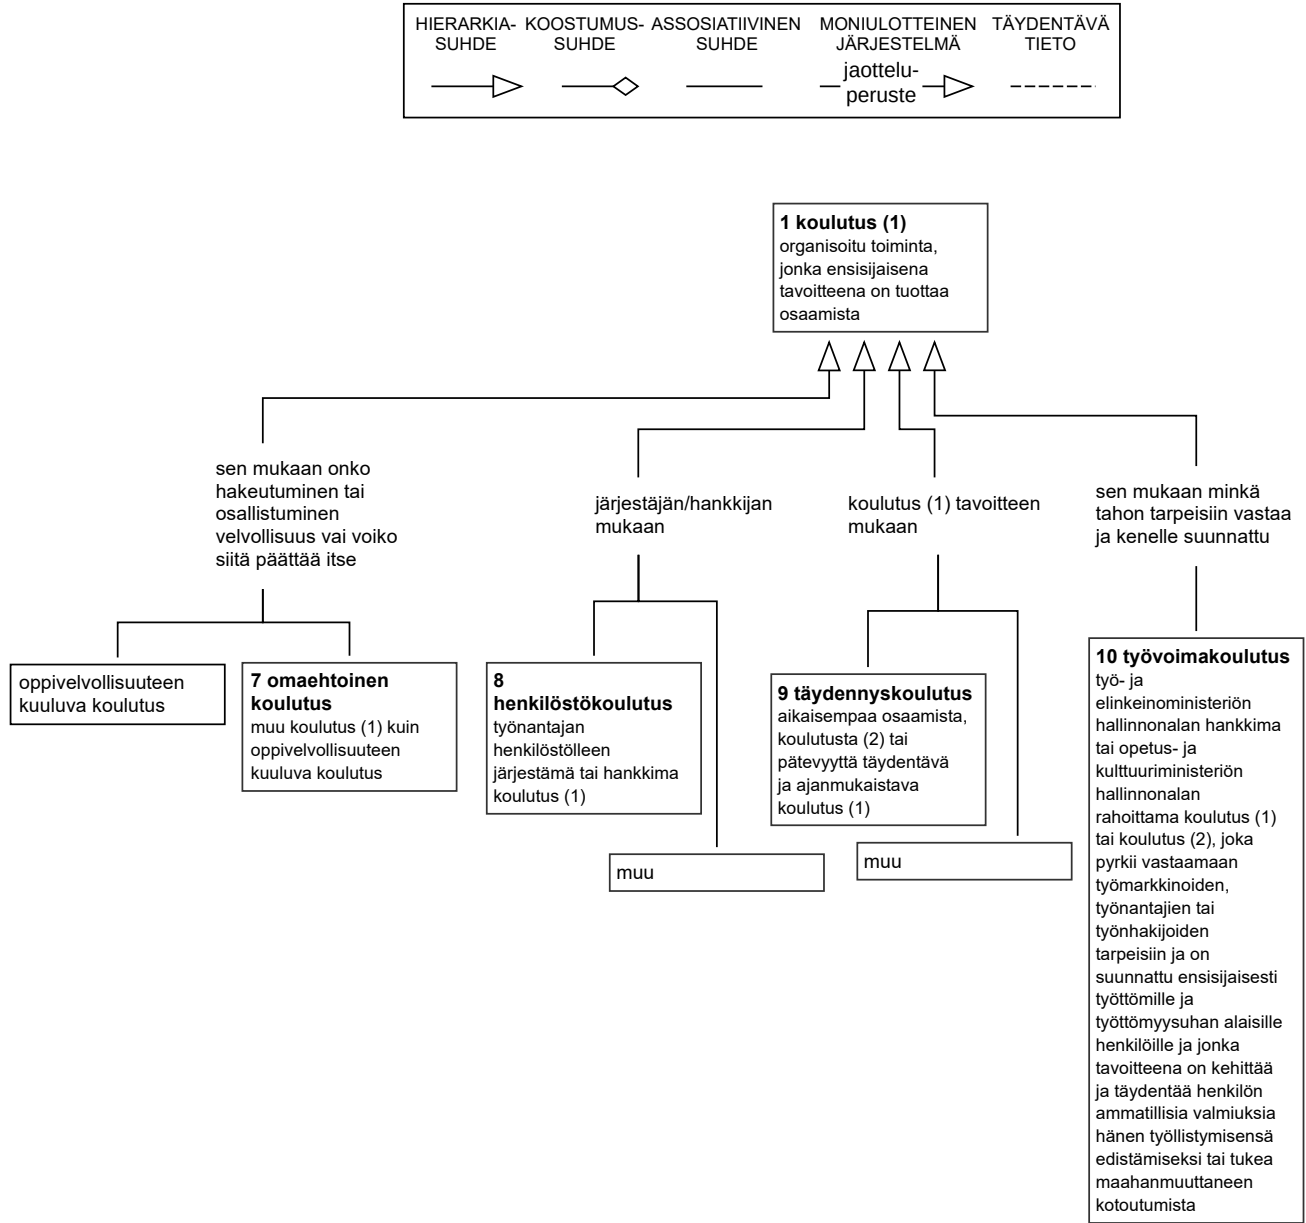 HIERARKIA-
SUHDE
KOOSTUMUS-
SUHDE
ASSOSIATIIVINEN
SUHDE
MONIULOTTEINEN
JÄRJESTELMÄ
TÄYDENTÄVÄ
TIETO
jaottelu-
peruste
1 koulutus (1)
organisoitu toiminta,
jonka ensisijaisena
tavoitteena on tuottaa
osaamista
sen mukaan onko
hakeutuminen tai
osallistuminen
velvollisuus vai voiko
siitä päättää itse
järjestäjän/hankkijan
mukaan
koulutus (1) tavoitteen
mukaan
sen mukaan minkä
tahon tarpeisiin vastaa
ja kenelle suunnattu
oppivelvollisuuteen
kuuluva koulutus
7 omaehtoinen
koulutus
muu koulutus (1) kuin
oppivelvollisuuteen
kuuluva koulutus
8
henkilöstökoulutus
työnantajan
henkilöstölleen
järjestämä tai hankkima
koulutus (1)
muu
9 täydennyskoulutus
aikaisempaa osaamista,
koulutusta (2) tai
pätevyyttä täydentävä
ja ajanmukaistava
koulutus (1)
muu
10 työvoimakoulutus
työ- ja
elinkeinoministeriön
hallinnonalan hankkima
tai opetus- ja
kulttuuriministeriön
hallinnonalan
rahoittama koulutus (1)
tai koulutus (2), joka
pyrkii vastaamaan
työmarkkinoiden,
työnantajien tai
työnhakijoiden
tarpeisiin ja on
suunnattu ensisijaisesti
työttömille ja
työttömyysuhan alaisille
henkilöille ja jonka
tavoitteena on kehittää
ja täydentää henkilön
ammatillisia valmiuksia
hänen työllistymisensä
edistämiseksi tai tukea
maahanmuuttaneen
kotoutumista